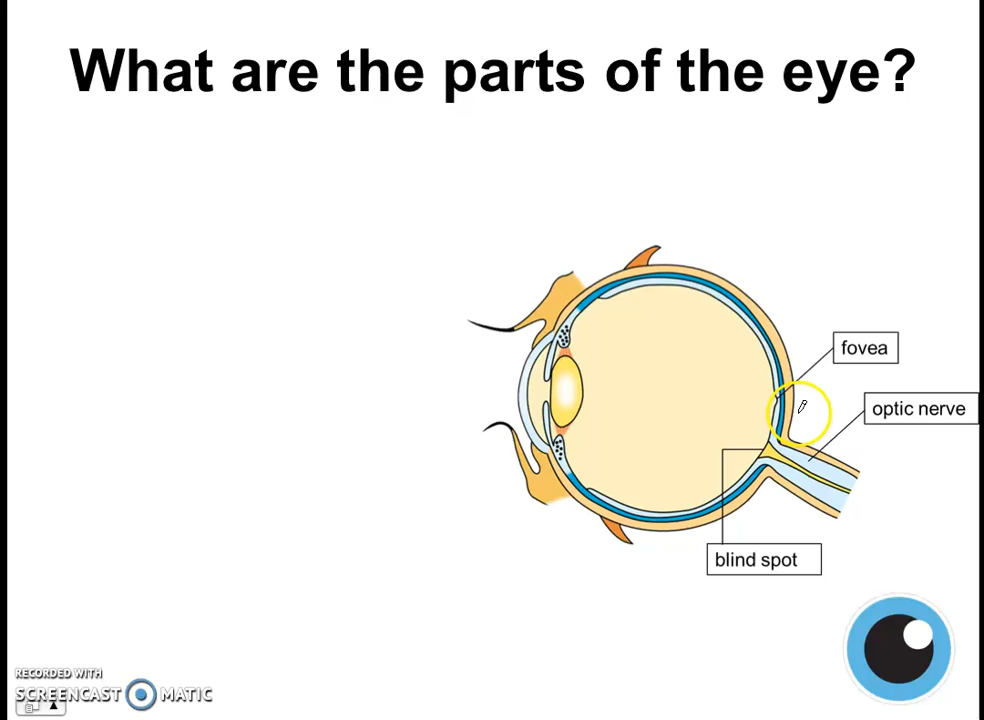 What are the parts of the eye?
fovea
optic nerve
blind spot
RECORDED WITH
SCREENCAST MATIC